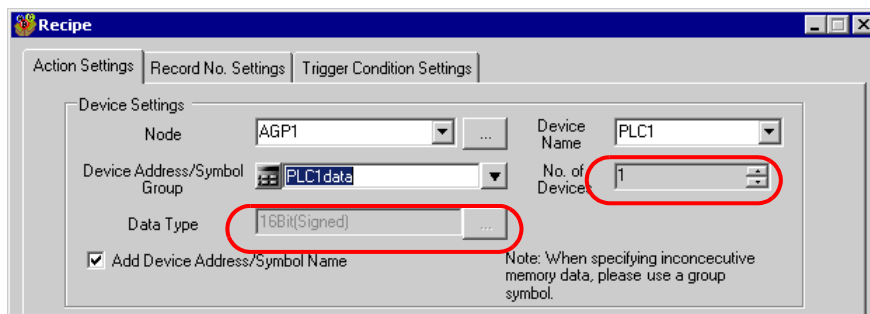 Recipe
Action Settings
Record No. Settings
Trigger Condition Settings
Device Settings
Node
AGP1
...
Device
Name
PLC1
Device Address/Symbol
Group
PLC1data
No. of
Devices
1
Data Type
16Bit(Signed)
...
Add Device Address/Symbol Name
Note: When specifying inconcecutive
memory data, please use a group
symbol.